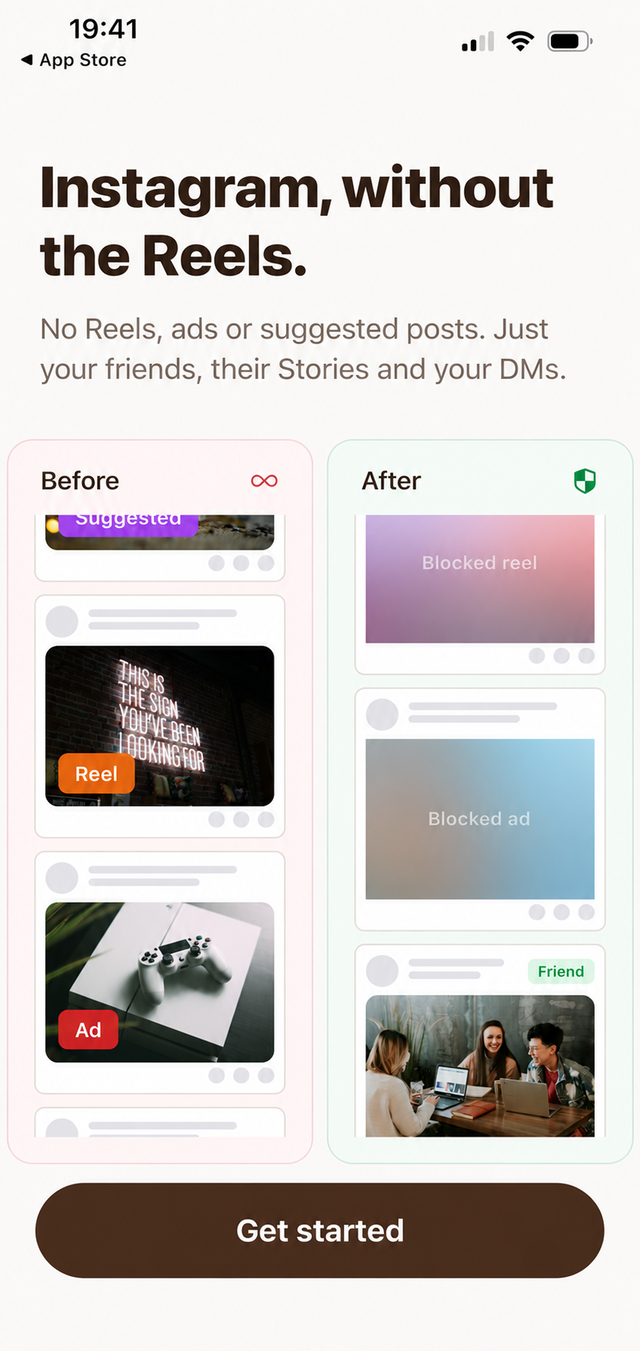 19:41
◀ App Store
Instagram, without
the Reels.
No Reels, ads or suggested posts. Just
your friends, their Stories and your DMs.
Before
Suggested
THIS IS
THE SIGN
YOU'VE BEEN
LOOKING FOR
Reel
Ad
After
Blocked reel
Blocked ad
Friend
Get started